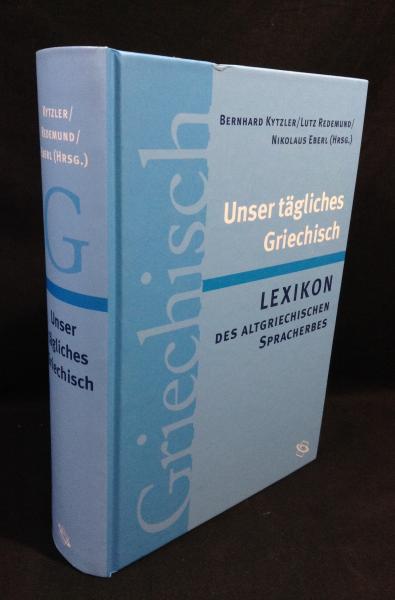 KYTZLER/
REDEMUND/
EBERL (HRSG.)
G
Unser
tägliches
Griechisch
Griechisch
BERNHARD KYTZLER/LUTZ REDEMUND/
NIKOLAUS EBERL (HRSG.)
Unser tägliches
Griechisch
LEXIKON
DES ALTGRIECHISCHEN
SPRACHERBES